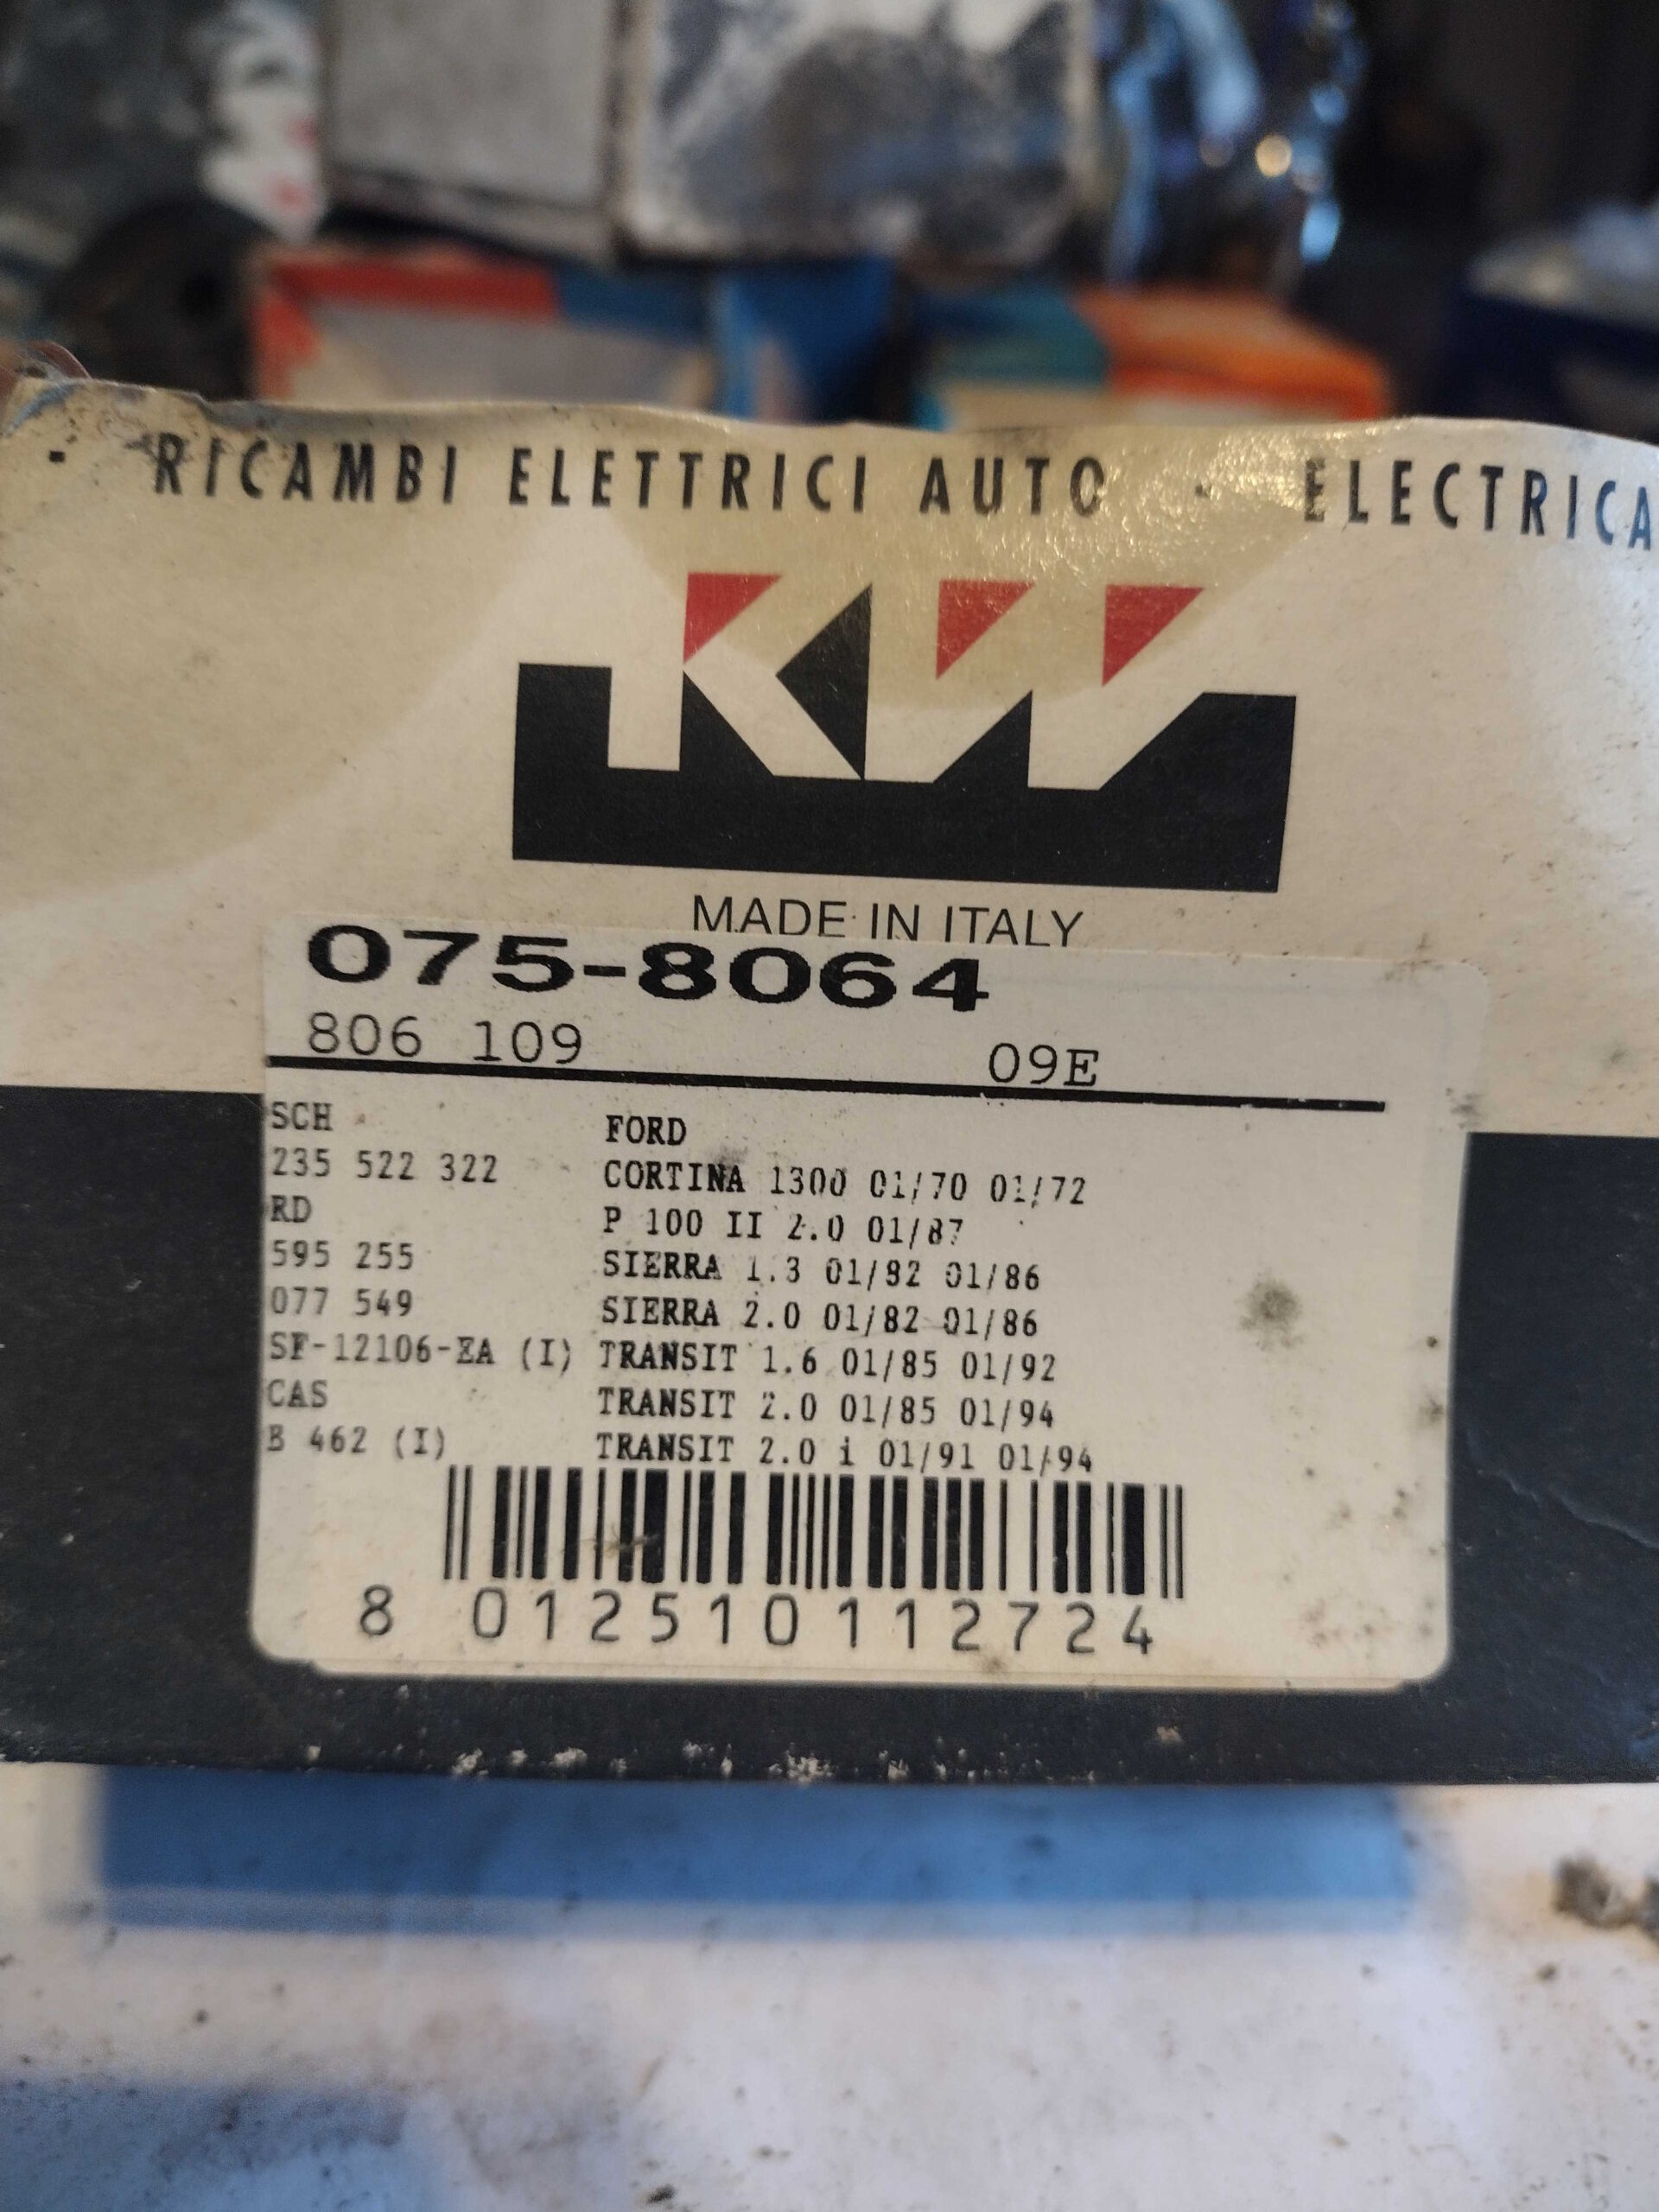 - RICAMBI ELETTRICI AUTO - ELECTRICA
KW
MADE IN ITALY
075-8064
806 109 09E
SCH FORD
235 522 322 CORTINA 1300 01/70 01/72
RD P 100 II 2.0 01/87
595 255 SIERRA 1.3 01/82 01/86
077 549 SIERRA 2.0 01/82 01/86
SF-12106-EA (I) TRANSIT 1.6 01/85 01/92
CAS TRANSIT 2.0 01/85 01/94
B 462 (I) TRANSIT 2.0 i 01/91 01/94
8 012510 112724